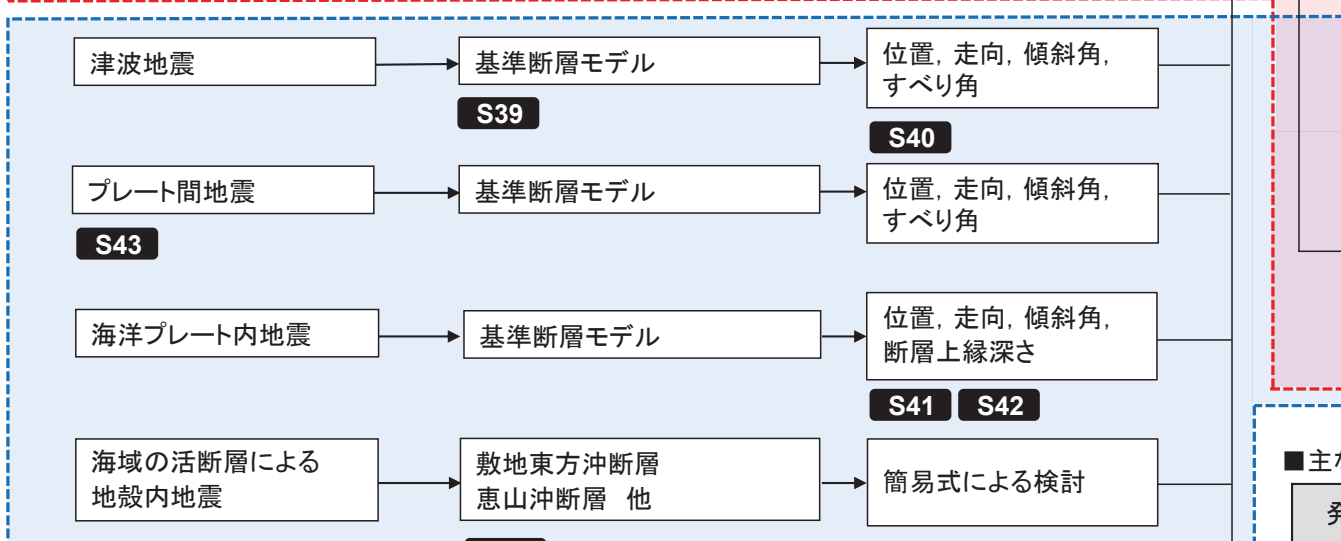 津波地震
基準断層モデル
位置, 走向, 傾斜角,
すべり角
S39
S40
プレート間地震
基準断層モデル
位置, 走向, 傾斜角,
すべり角
S43
海洋プレート内地震
基準断層モデル
位置, 走向, 傾斜角,
断層上縁深さ
S41 S42
海域の活断層による
地殻内地震
敷地東方沖断層
恵山沖断層　他
簡易式による検討
■主